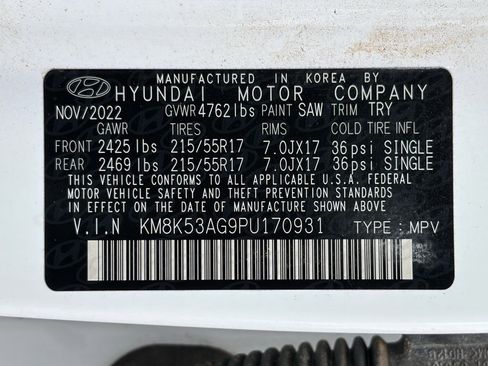 MANUFACTURED IN KOREA BY
HYUNDAI MOTOR COMPANY
NOV/2022 GVWR 4762lbs PAINT SAW TRIM TRY
GAWR TIRES RIMS COLD TIRE INFL
FRONT 2425 lbs 215/55R17 7.0JX17 36psi SINGLE
REAR 2469 lbs 215/55R17 7.0JX17 36psi SINGLE
THIS VEHICLE CONFORMS TO ALL APPLICABLE U.S.A. FEDERAL
MOTOR VEHICLE SAFETY AND THEFT PREVENTION STANDARDS
IN EFFECT ON THE DATE OF MANUFACTURE SHOWN ABOVE.
V.I.N KM8K53AG9PU170931 TYPE : MPV